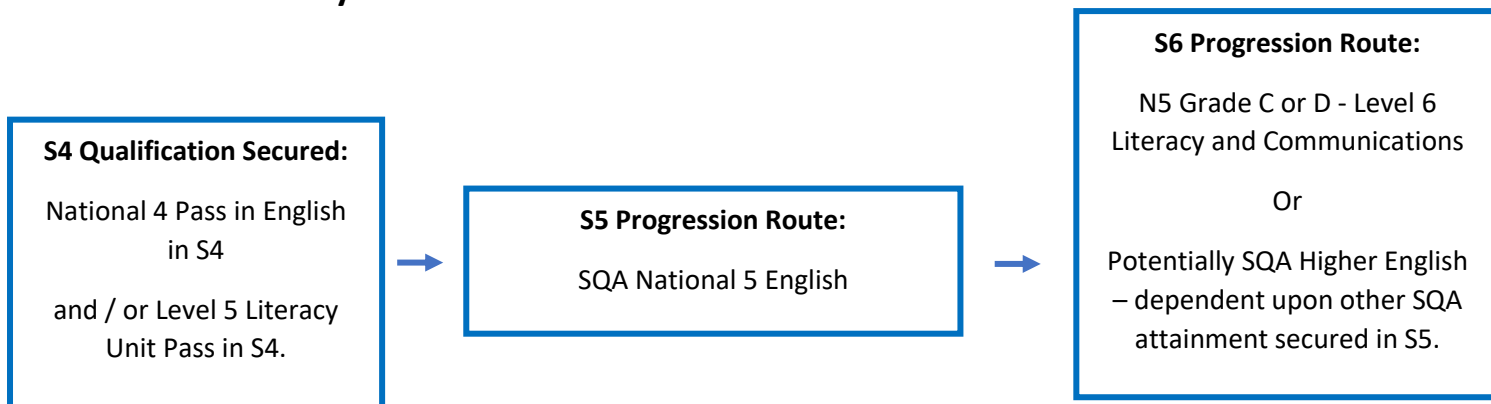 S4 Qualification Secured:
National 4 Pass in English
in S4
and / or Level 5 Literacy
Unit Pass in S4.
S5 Progression Route:
SQA National 5 English
S6 Progression Route:
N5 Grade C or D - Level 6
Literacy and Communications
Or
Potentially SQA Higher English
– dependent upon other SQA
attainment secured in S5.